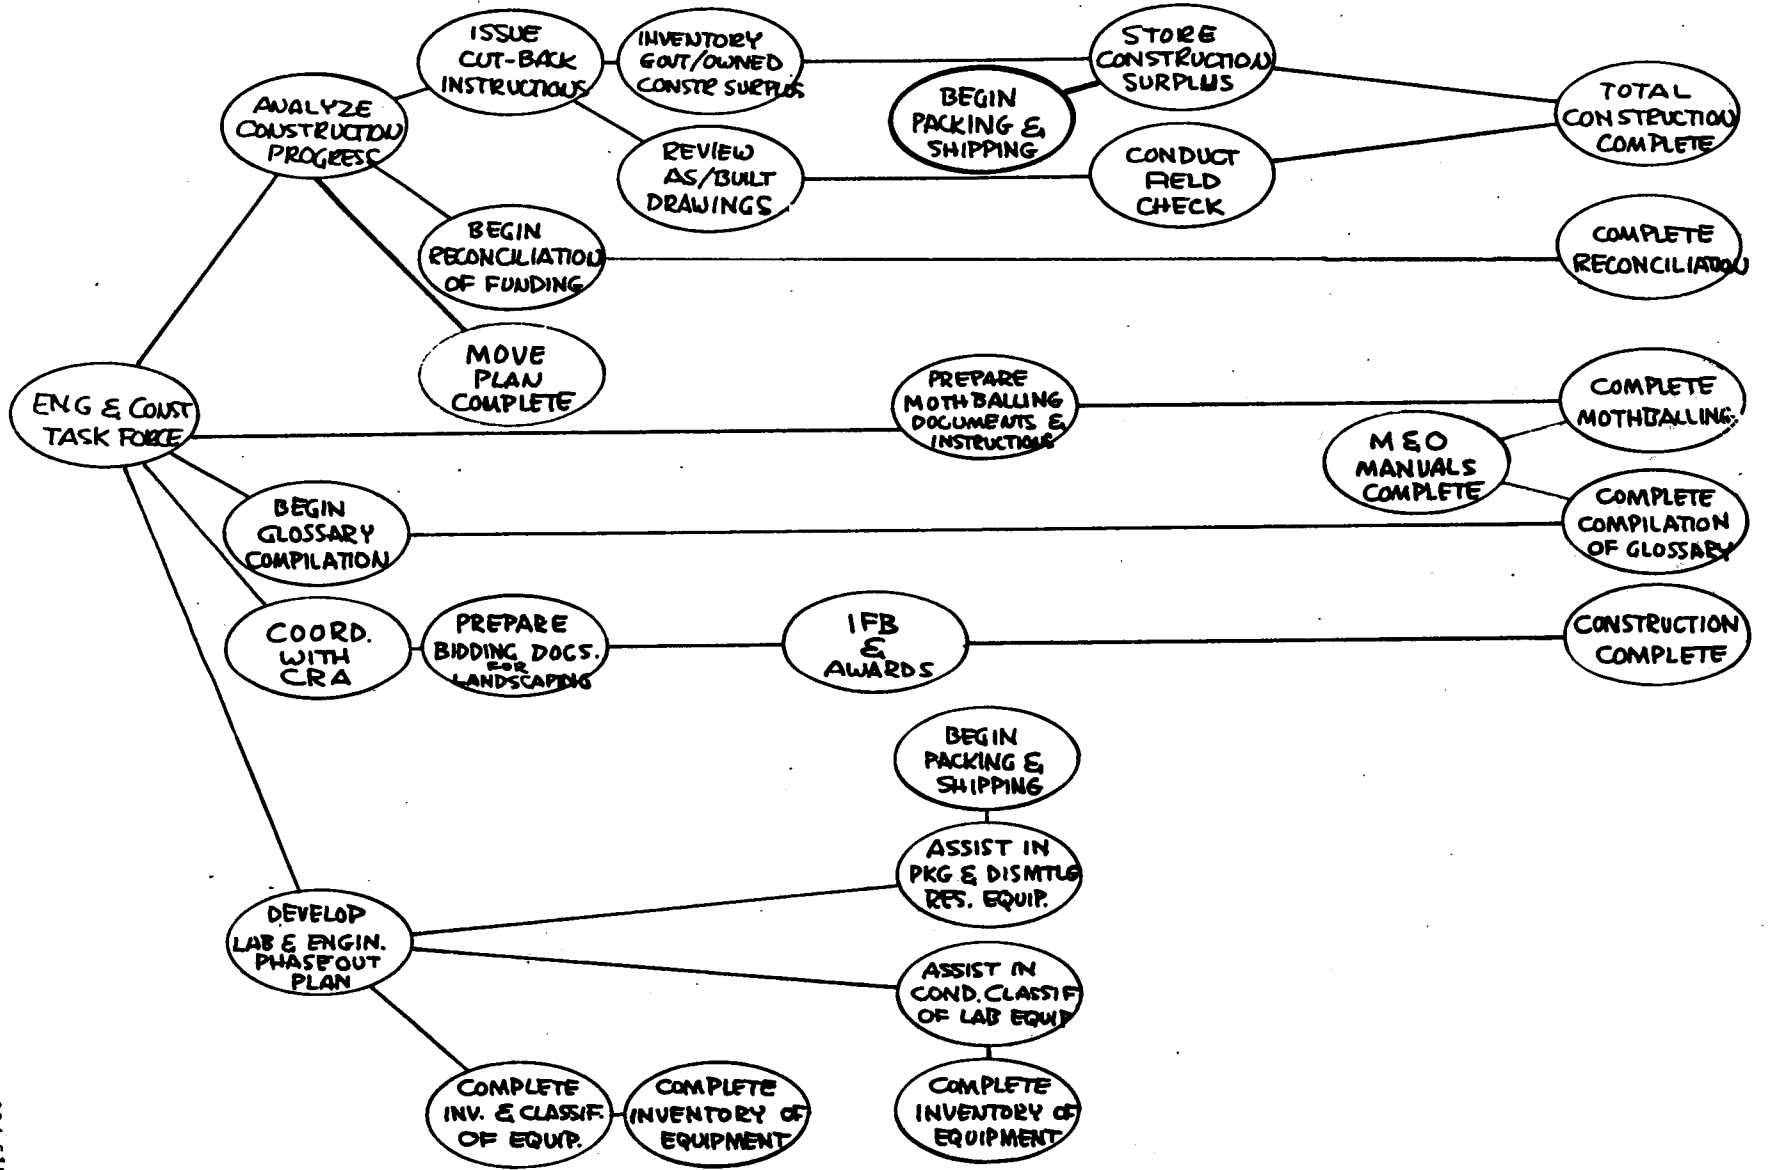 ISSUE
CUT-BACK
INSTRUCTIONS
INVENTORY
GOVT/OWNED
CONSTR SURPLUS
STORE
CONSTRUCTION
SURPLUS
ANALYZE
CONSTRUCTION
PROGRESS
BEGIN
PACKING &
SHIPPING
TOTAL
CONSTRUCTION
COMPLETE
REVIEW
AS/BUILT
DRAWINGS
CONDUCT
FIELD
CHECK
BEGIN
RECONCILIATION
OF FUNDING
COMPLETE
RECONCILIATION
MOVE
PLAN
COMPLETE
ENG & CONST
TASK FORCE
PREPARE
MOTHBALLING
DOCUMENTS &
INSTRUCTIONS
COMPLETE
MOTHBALLING
M & O
MANUALS
COMPLETE
BEGIN
GLOSSARY
COMPILATION
COMPLETE
COMPILATION
OF GLOSSARY
COORD.
WITH
CRA
PREPARE
BIDDING DOCS.
FOR
LANDSCAPING
IFB
&
AWARDS
CONSTRUCTION
COMPLETE
BEGIN
PACKING &
SHIPPING
ASSIST IN
PKG & DISMTLG
RES. EQUIP.
DEVELOP
LAB & ENGIN.
PHASEOUT
PLAN
ASSIST IN
COND. CLASSIF
OF LAB EQUIP
COMPLETE
INV. & CLASSIF.
OF EQUIP.
COMPLETE
INVENTORY OF
EQUIPMENT
COMPLETE
INVENTORY OF
EQUIPMENT